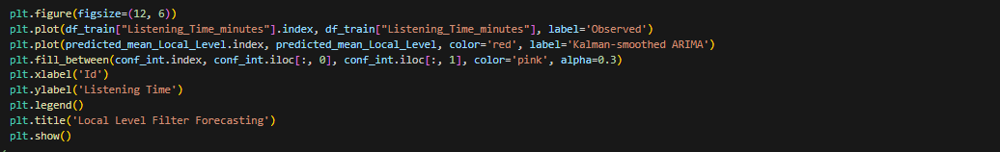 plt.figure(figsize=(12, 6))
plt.plot(df_train["Listening_Time_minutes"].index, df_train["Listening_Time_minutes"], label='Observed')
plt.plot(predicted_mean_Local_Level.index, predicted_mean_Local_Level, color='red', label='Kalman-smoothed ARIMA')
plt.fill_between(conf_int.index, conf_int.iloc[:, 0], conf_int.iloc[:, 1], color='pink', alpha=0.3)
plt.xlabel('Id')
plt.ylabel('Listening Time')
plt.legend()
plt.title('Local Level Filter Forecasting')
plt.show()